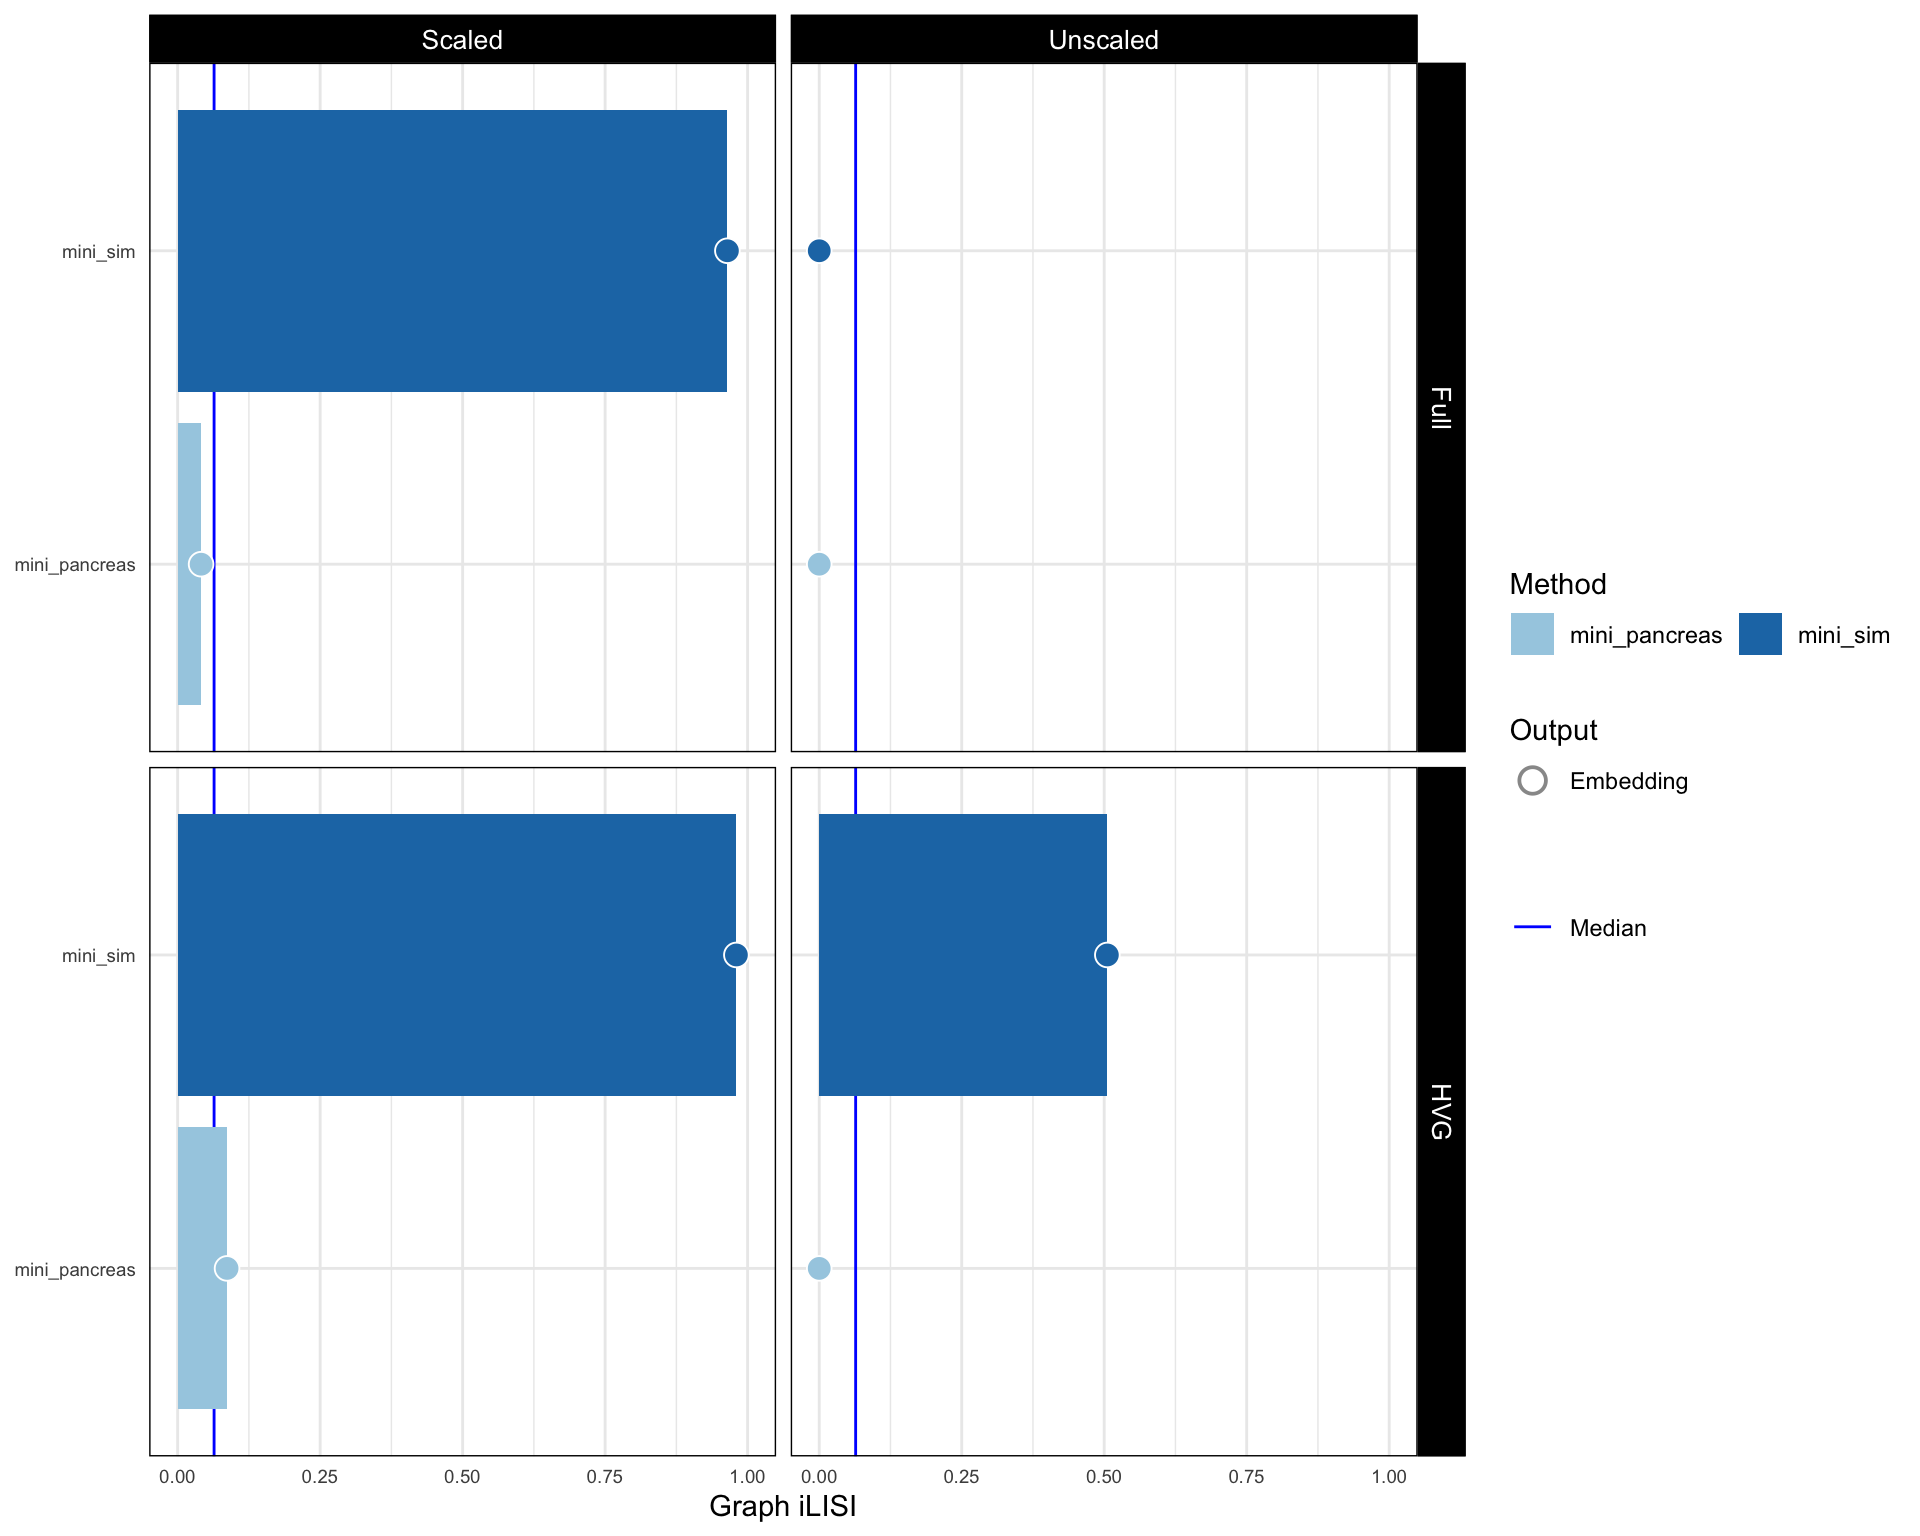 Scaled
Unscaled
mini_sim
mini_pancreas
Full
mini_sim
mini_pancreas
HVG
0.00 0.25 0.50 0.75 1.00
0.00 0.25 0.50 0.75 1.00
Graph iLISI
Method
mini_pancreas mini_sim
Output
Embedding
Median